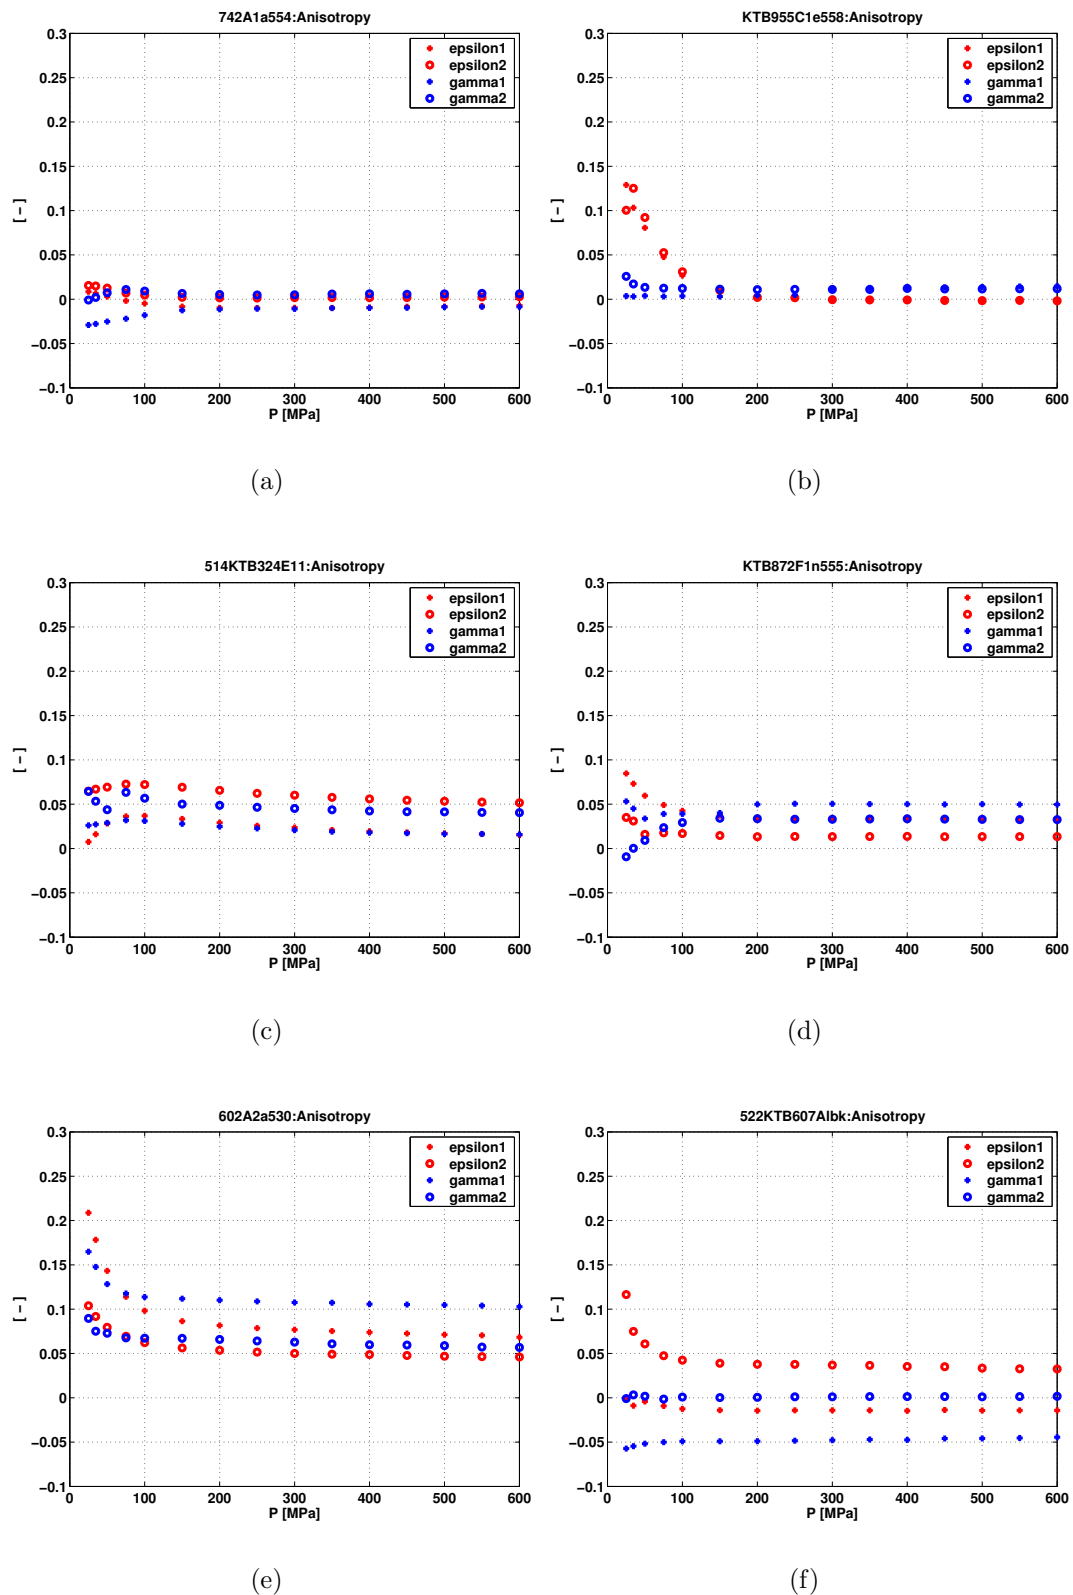 742A1a554:Anisotropy
0.3
0.25
0.2
0.15
0.1
0.05
0
−0.05
−0.1
[ − ]
epsilon1
epsilon2
gamma1
gamma2
0 100 200 300 400 500 600
P [MPa]
(a)
KTB955C1e558:Anisotropy
0.3
0.25
0.2
0.15
0.1
0.05
0
−0.05
−0.1
[ − ]
epsilon1
epsilon2
gamma1
gamma2
0 100 200 300 400 500 600
P [MPa]
(b)
514KTB324E11:Anisotropy
0.3
0.25
0.2
0.15
0.1
0.05
0
−0.05
−0.1
[ − ]
epsilon1
epsilon2
gamma1
gamma2
0 100 200 300 400 500 600
P [MPa]
(c)
KTB872F1n555:Anisotropy
0.3
0.25
0.2
0.15
0.1
0.05
0
−0.05
−0.1
[ − ]
epsilon1
epsilon2
gamma1
gamma2
0 100 200 300 400 500 600
P [MPa]
(d)
602A2a530:Anisotropy
0.3
0.25
0.2
0.15
0.1
0.05
0
−0.05
−0.1
[ − ]
epsilon1
epsilon2
gamma1
gamma2
0 100 200 300 400 500 600
P [MPa]
(e)
522KTB607AIbk:Anisotropy
0.3
0.25
0.2
0.15
0.1
0.05
0
−0.05
−0.1
[ − ]
epsilon1
epsilon2
gamma1
gamma2
0 100 200 300 400 500 600
P [MPa]
(f)